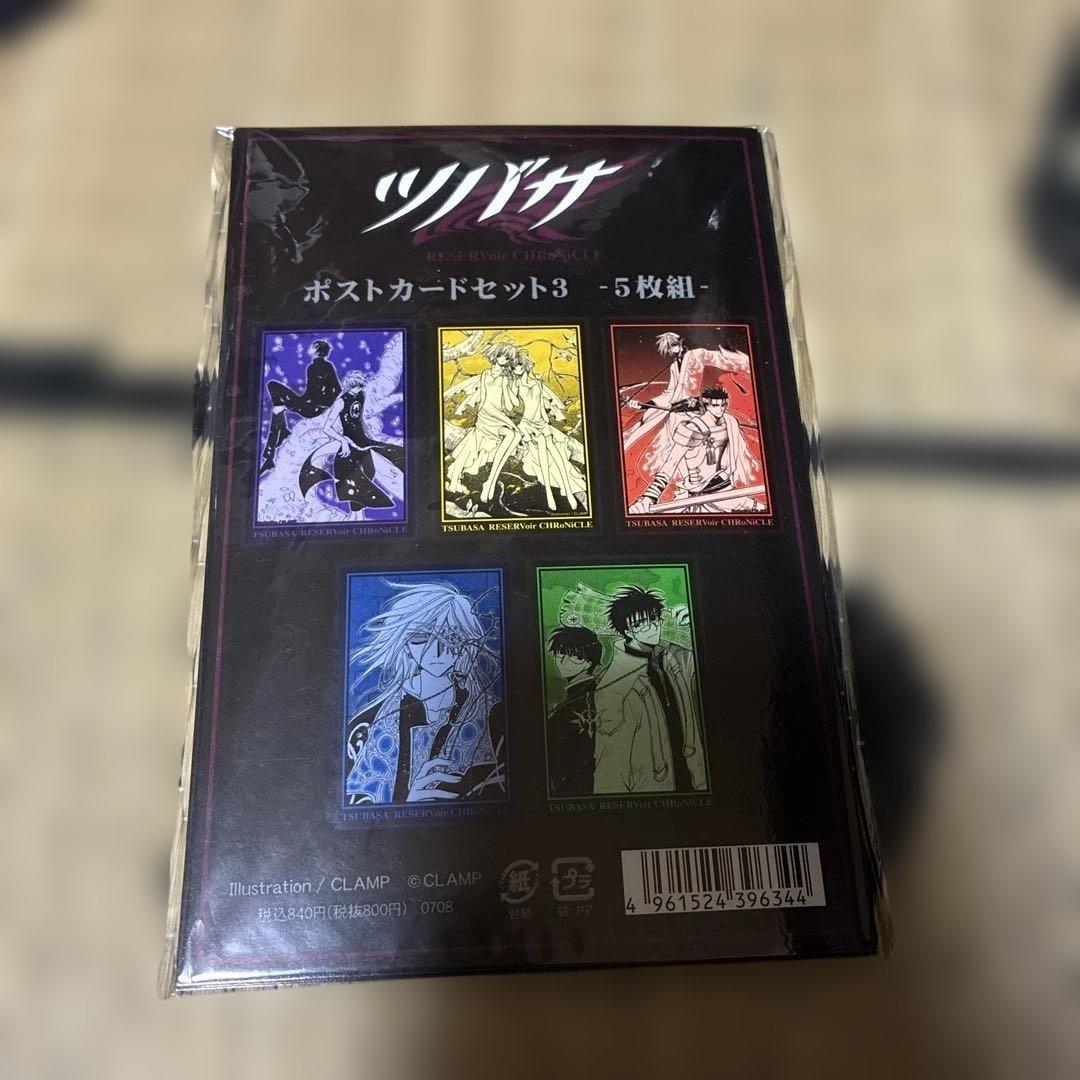 ツバサ
RESERVoir CHRoNiCLE
ポストカードセット3 -5枚組-
TSUBASA RESERVoir CHRoNiCLE
Illustration / CLAMP
TSUBASA RESERVoir CHRoNiCLE
TSUBASA RESERVoir CHRoNiCLE
TSUBASA RESERVoir CHRoNiCLE
TSUBASA RESERVoir CHRoNiCLE
Illustration / CLAMP ©CLAMP
税込840円(税抜800円) 0708
紙
台紙
プラ
袋:PP
4 961524 396344